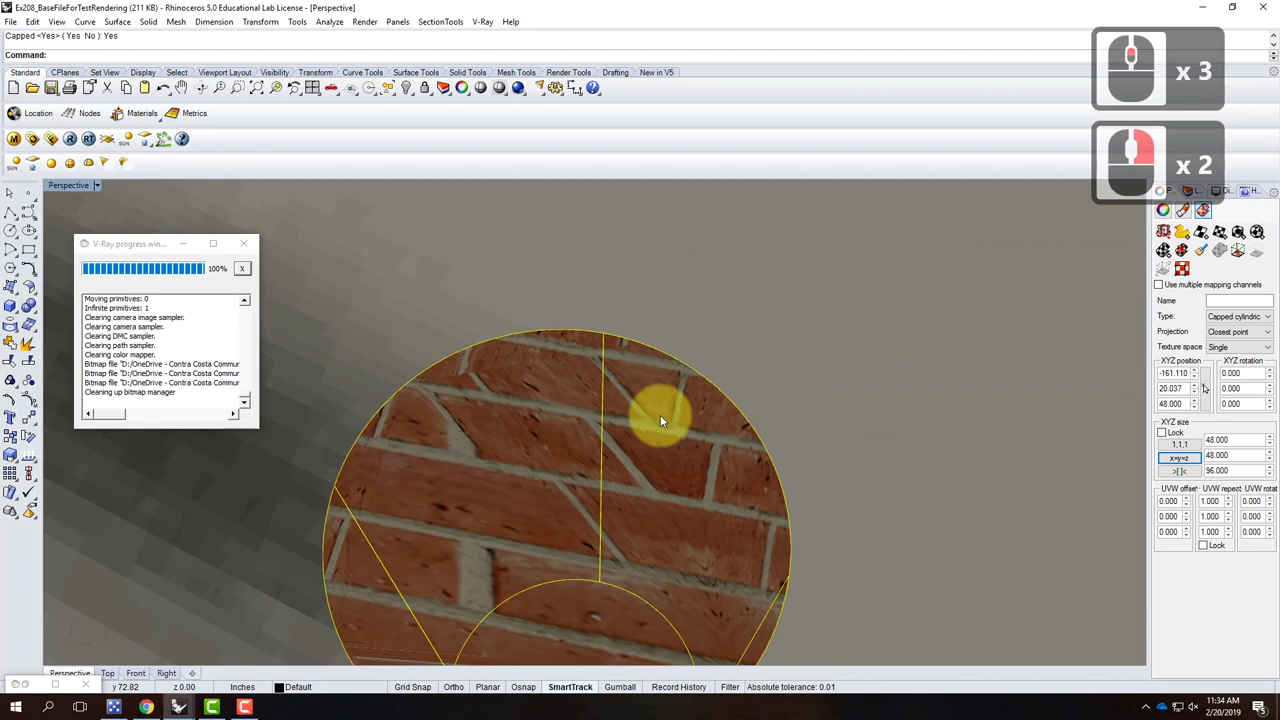 Ex208_BaseFileForTestRendering (211 KB) - Rhinoceros 5.0 Educational Lab License - [Perspective]
File Edit View Curve Surface Solid Mesh Dimension Transform Tools Analyze Render Panels SectionTools V-Ray Help
Capped <Yes> ( Yes No ): Yes
Command:
x 3
Standard CPlanes Set View Display Select Viewport Layout Visibility Transform Curve Tools Surface Tools Solid Tools Mesh Tools Render Tools Drafting New in V5
Location Nodes Materials Metrics
M R RT
SUN
x 2
SUN
Perspective
P... L... Di... H...
V-Ray progress win...
100% X
Moving primitives: 0
Infinite primitives: 1
Clearing camera image sampler.
Clearing camera sampler.
Clearing DMC sampler.
Clearing path sampler.
Clearing color mapper.
Bitmap file "D:/OneDrive - Contra Costa Commur
Bitmap file "D:/OneDrive - Contra Costa Commur
Bitmap file "D:/OneDrive - Contra Costa Commur
Cleaning up bitmap manager
Use multiple mapping channels
Name
Type: Capped cylindric
Projection Closest point
Texture space Single
XYZ position XYZ rotation
-161.110 0.000
20.037 0.000
48.000 0.000
XYZ size
Lock
1,1,1 48.000
x=y=z 48.000
>[ ]< 96.000
UVW offset UVW repeat UVW rotat
0.000 1.000 0.000
0.000 1.000 0.000
0.000 1.000 0.000
Lock
Perspective Top Front Right
y 72.82 z 0.00 Inches Default Grid Snap Ortho Planar Osnap SmartTrack Gumball Record History Filter Absolute tolerance: 0.01
11:34 AM
2/20/2019